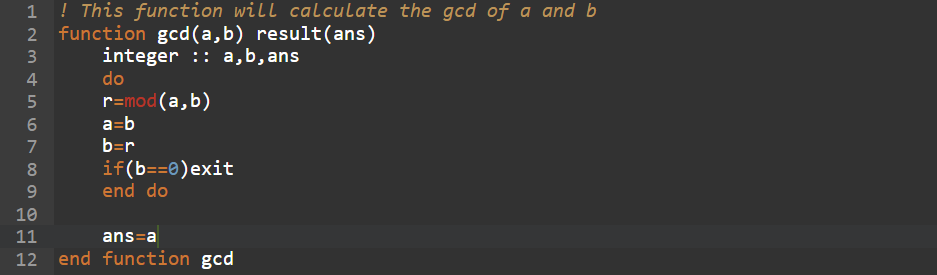 1 ! This function will calculate the gcd of a and b
2 function gcd(a,b) result(ans)
3     integer :: a,b,ans
4     do
5     r=mod(a,b)
6     a=b
7     b=r
8     if(b==0)exit
9     end do
10
11     ans=a
12 end function gcd